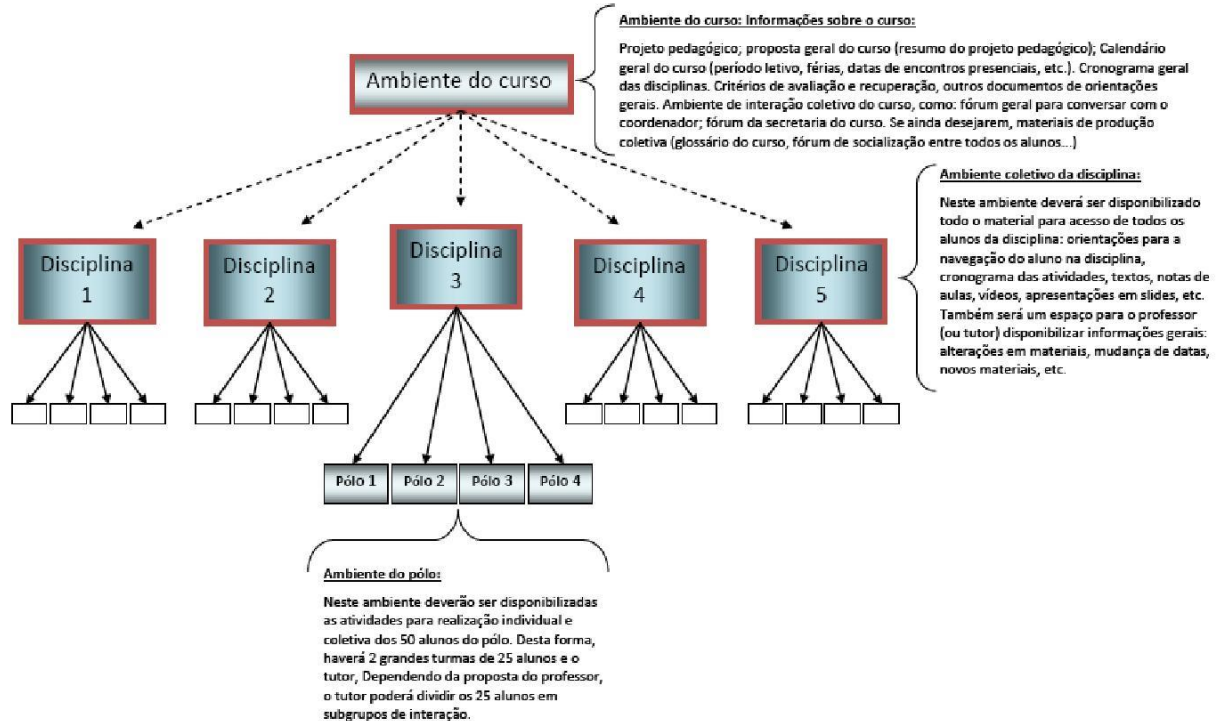 Ambiente do curso: Informações sobre o curso:
Projeto pedagógico; proposta geral do curso (resumo do projeto pedagógico); Calendário
geral do curso (período letivo, férias, datas de encontros presenciais, etc.). Cronograma geral
das disciplinas. Critérios de avaliação e recuperação, outros documentos de orientações
gerais. Ambiente de interação coletivo do curso, como: fórum geral para conversar com o
coordenador; fórum da secretaria do curso. Se ainda desejarem, materiais de produção
coletiva (glossário do curso, fórum de socialização entre todos os alunos...)
Ambiente do curso
Ambiente coletivo da disciplina:
Neste ambiente deverá ser disponibilizado
todo o material para acesso de todos os
alunos da disciplina: orientações para a
navegação do aluno na disciplina,
cronograma das atividades, textos, notas de
aulas, vídeos, apresentações em slides, etc.
Também será um espaço para o professor
(ou tutor) disponibilizar informações gerais:
alterações em materiais, mudança de datas,
novos materiais, etc.
Disciplina
1
Disciplina
2
Disciplina
3
Disciplina
4
Disciplina
5
Pólo 1
Pólo 2
Pólo 3
Pólo 4
Ambiente do pólo:
Neste ambiente deverão ser disponibilizadas
as atividades para realização individual e
coletiva dos 50 alunos do pólo. Desta forma,
haverá 2 grandes turmas de 25 alunos e o
tutor, Dependendo da proposta do professor,
o tutor poderá dividir os 25 alunos em
subgrupos de interação.